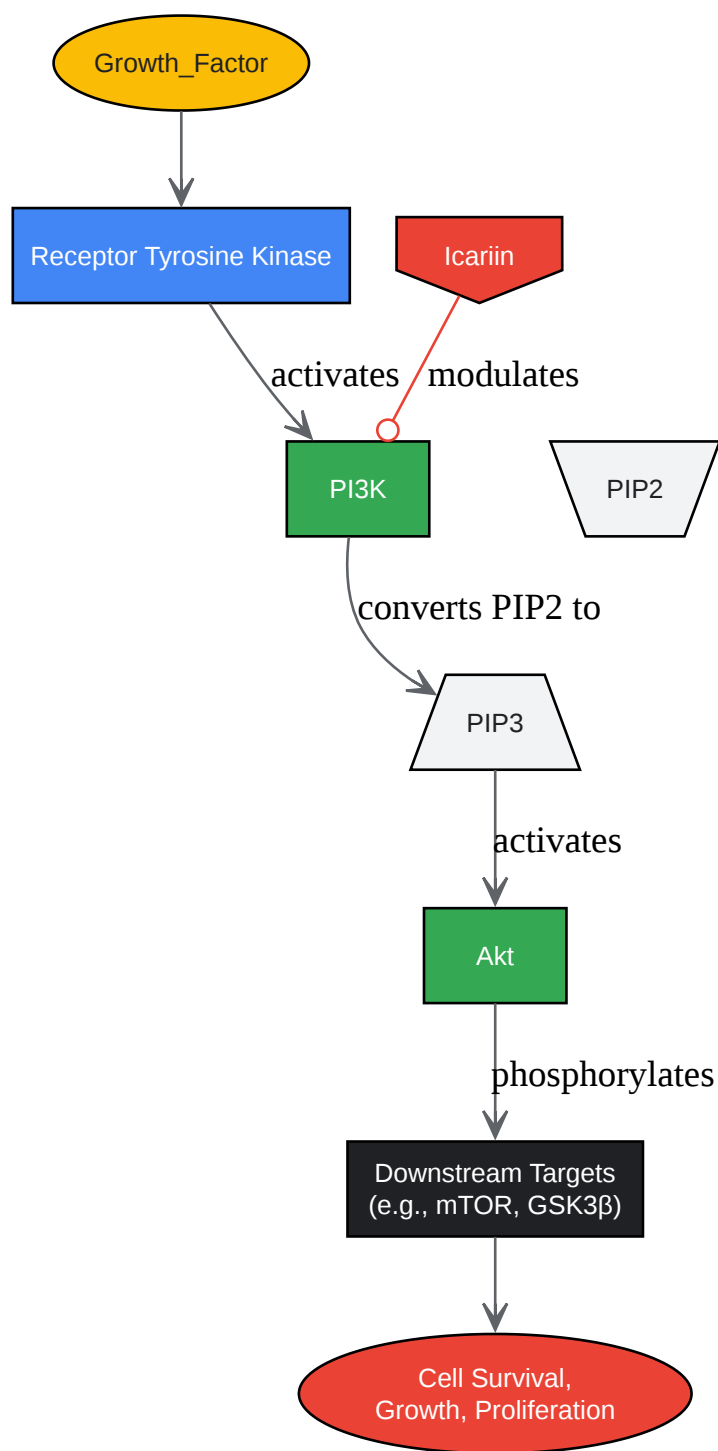 Growth_Factor
Receptor Tyrosine Kinase
Icariin
activates
modulates
PI3K
PIP2
converts PIP2 to
PIP3
activates
Akt
phosphorylates
Downstream Targets
(e.g., mTOR, GSK3β)
Cell Survival,
Growth, Proliferation